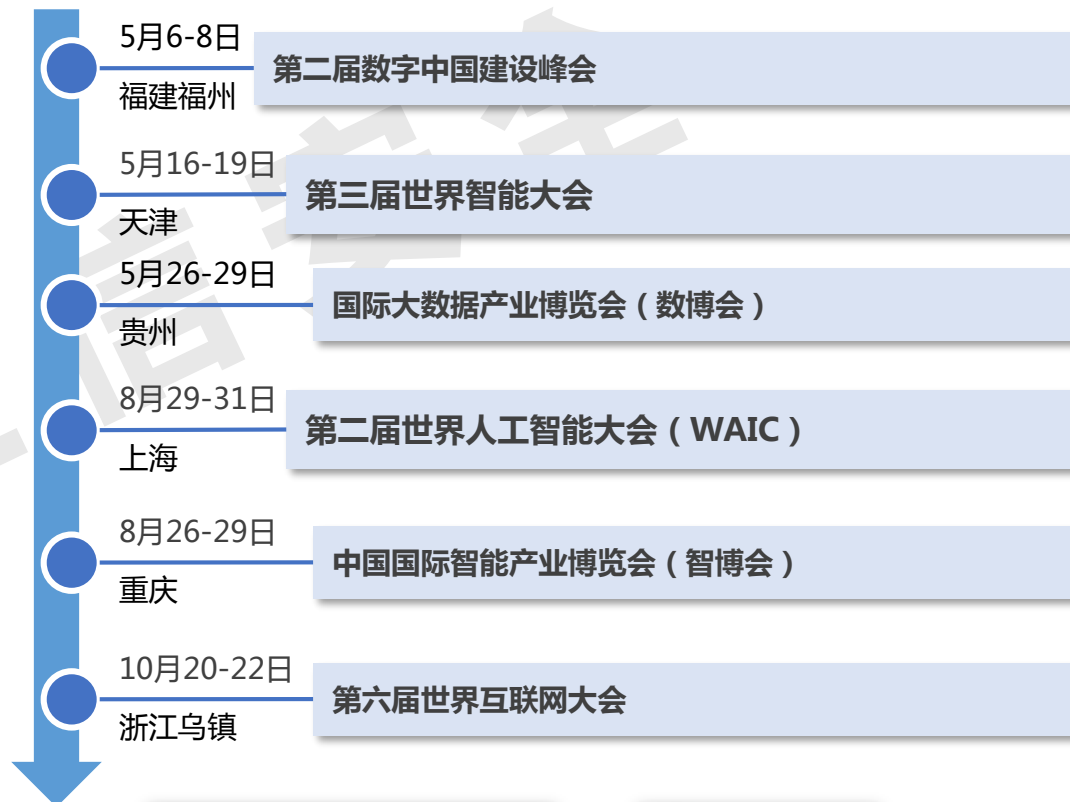 5月6-8日
福建福州
第二届数字中国建设峰会
5月16-19日
天津
第三届世界智能大会
5月26-29日
贵州
国际大数据产业博览会（数博会）
8月29-31日
上海
第二届世界人工智能大会（WAIC）
8月26-29日
重庆
中国国际智能产业博览会（智博会）
10月20-22日
浙江乌镇
第六届世界互联网大会
信安全